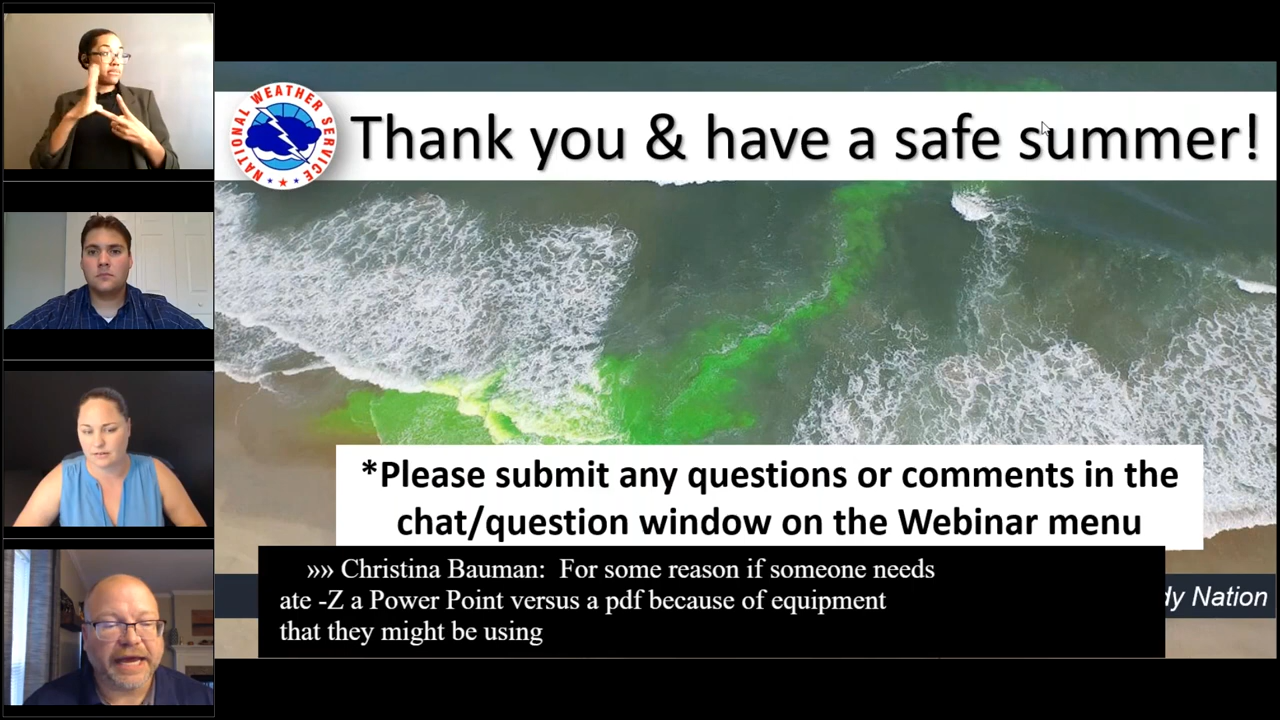 NATIONAL WEATHER SERVICE
Thank you & have a safe summer!
*Please submit any questions or comments in the
chat/question window on the Webinar menu
»» Christina Bauman:  For some reason if someone needs
ate -Z a Power Point versus a pdf because of equipment
that they might be using
dy Nation